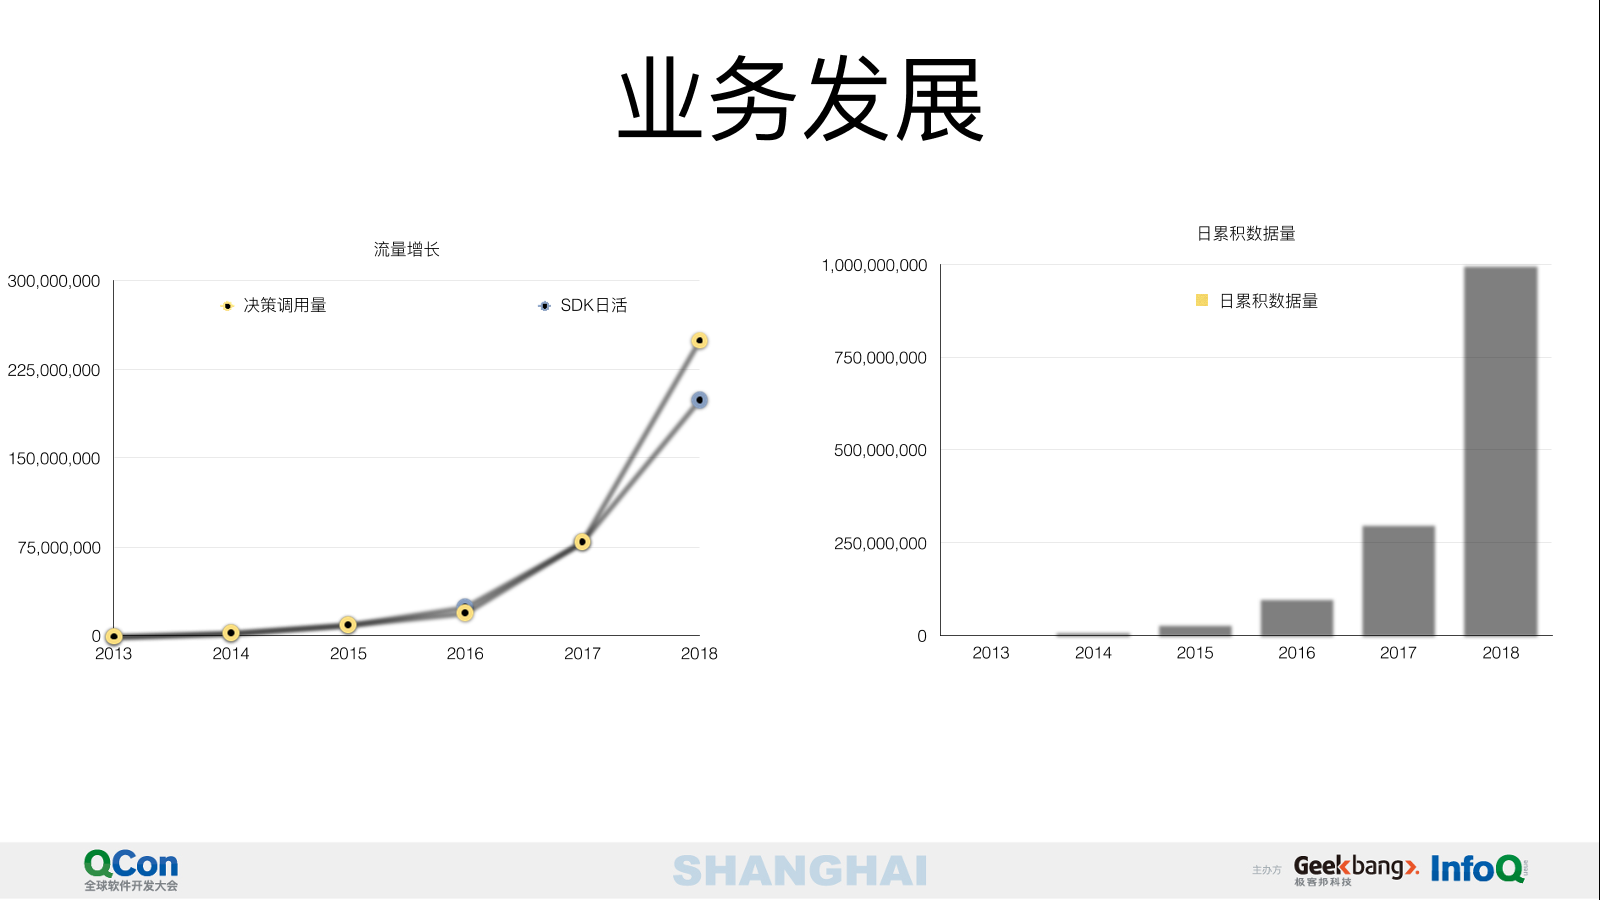 业务发展
流量增长
300,000,000
决策调用量
SDK日活
225,000,000
150,000,000
75,000,000
0
2013
2014
2015
2016
2017
2018
日累积数据量
1,000,000,000
日累积数据量
750,000,000
500,000,000
250,000,000
0
2013
2014
2015
2016
2017
2018
QCon
全球软件开发大会
SHANGHAI
主办方
Geekbang
极客邦科技
InfoQ